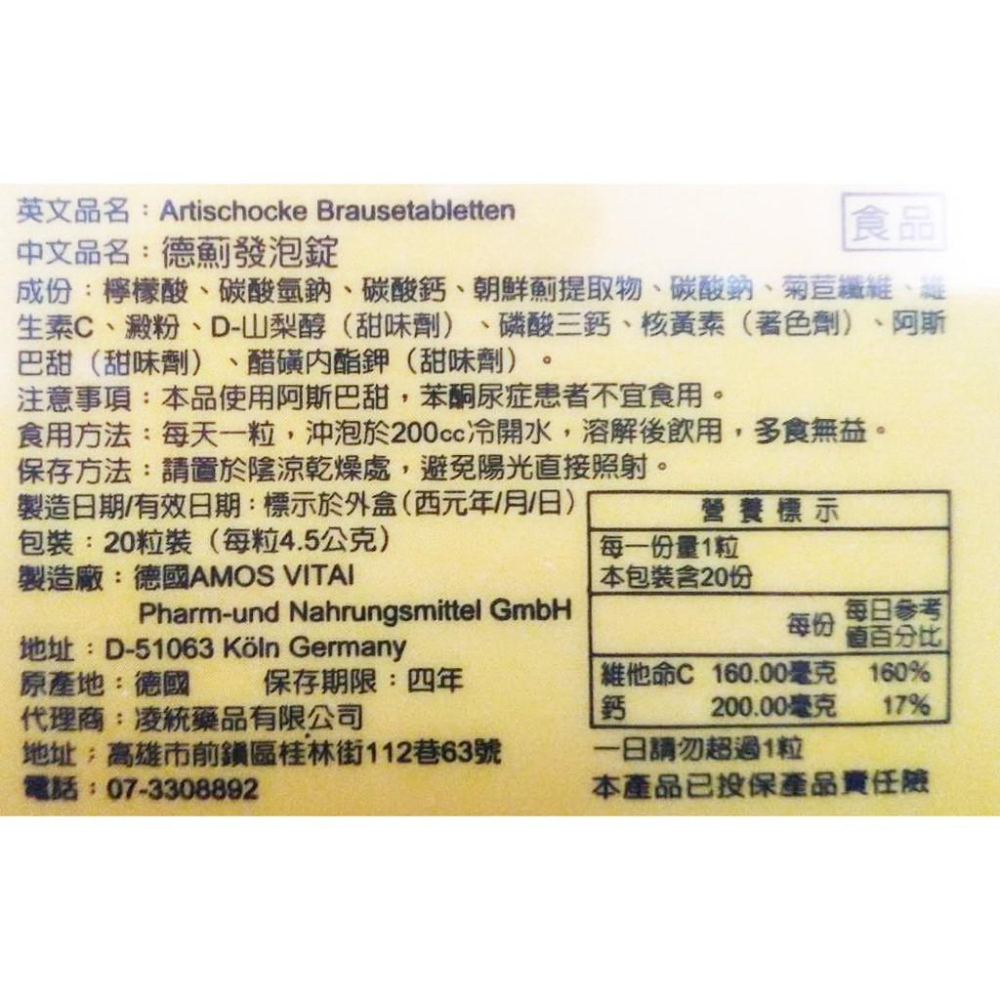 英文品名：Artischocke Brausetabletten
食品
中文品名：德薊發泡錠
成份：檸檬酸、碳酸氫鈉、碳酸鈣、朝鮮薊提取物、碳酸鈉、菊苣纖維、維
生素C、澱粉、D-山梨醇（甜味劑）、磷酸三鈣、核黃素（著色劑）、阿斯
巴甜（甜味劑）、醋磺內酯鉀（甜味劑）。
注意事項：本品使用阿斯巴甜，苯酮尿症患者不宜食用。
食用方法：每天一粒，沖泡於200cc冷開水，溶解後飲用，多食無益。
保存方法：請置於陰涼乾燥處，避免陽光直接照射。
製造日期/有效日期：標示於外盒（西元年/月/日）
包裝：20粒裝（每粒4.5公克）
製造廠：德國AMOS VITAI
Pharm-und Nahrungsmittel GmbH
地址：D-51063 Köln Germany
原產地：德國 保存期限：四年
代理商：凌統藥品有限公司
地址：高雄市前鎮區桂林街112巷63號
電話：07-3308892
營養標示
每一份量1粒
本包裝含20份
每份 每日參考
值百分比
維他命C 160.00毫克 160%
鈣 200.00毫克 17%
一日請勿超過1粒
本產品已投保產品責任險